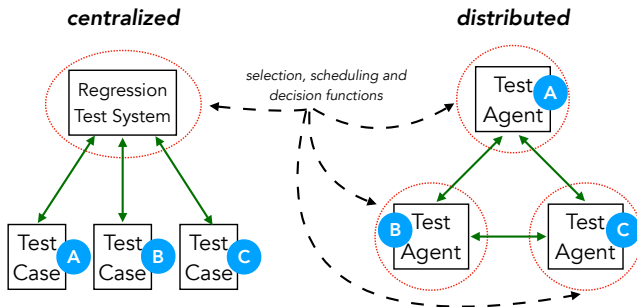 centralized
distributed
selection, scheduling and
decision functions
Regression
Test System
Test
Agent
A
Test
Case
A
Test
Case
B
Test
Case
C
B
Test
Agent
Test
Agent
C